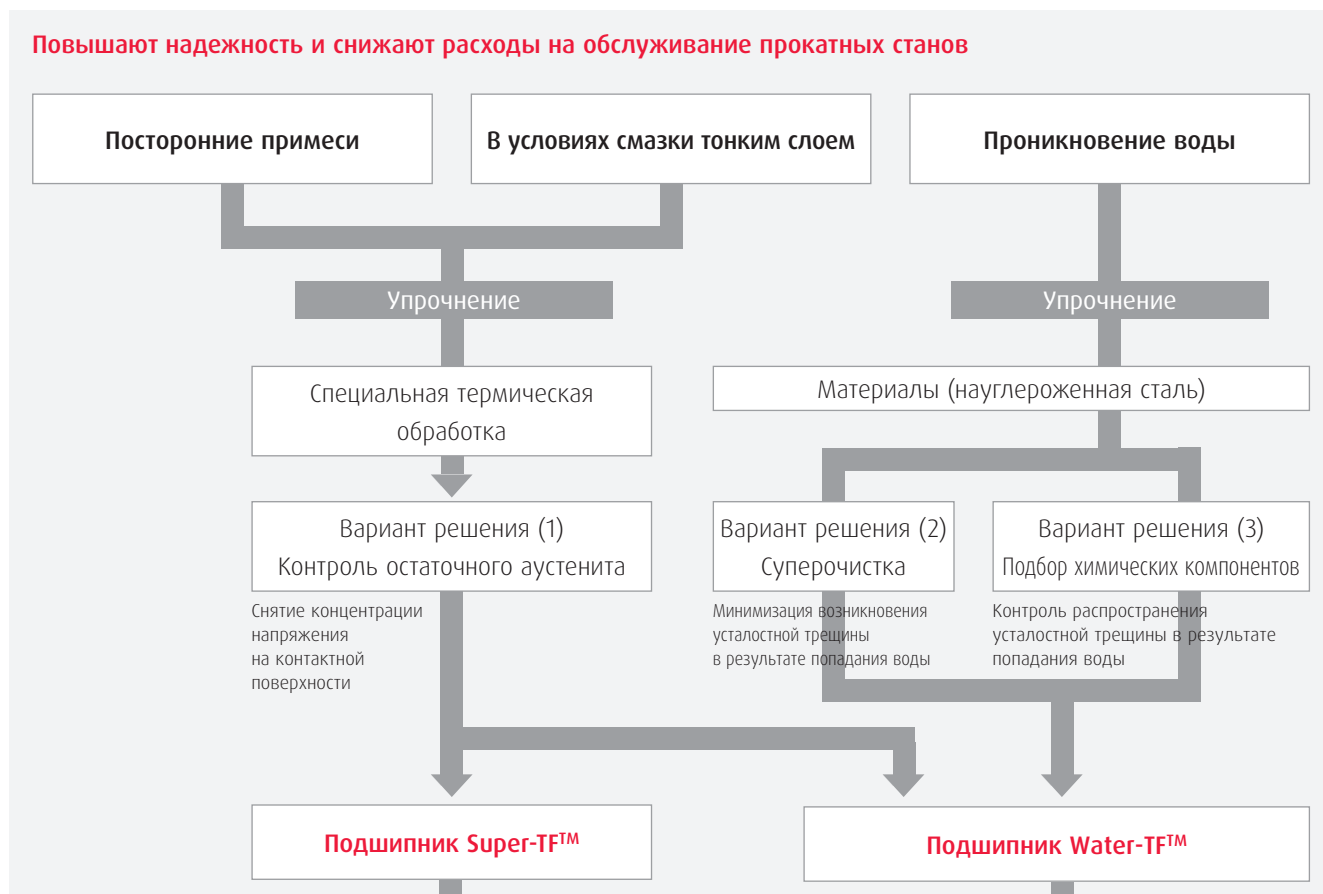 Повышают надежность и снижают расходы на обслуживание прокатных станов
Посторонние примеси
В условиях смазки тонким слоем
Проникновение воды
Упрочнение
Упрочнение
Специальная термическая
обработка
Материалы (науглероженная сталь)
Вариант решения (1)
Контроль остаточного аустенита
Вариант решения (2)
Суперочистка
Вариант решения (3)
Подбор химических компонентов
Снятие концентрации
напряжения
на контактной
поверхности
Минимизация возникновения
усталостной трещины
в результате попадания воды
Контроль распространения
усталостной трещины в результате
попадания воды
Подшипник Super-TF™
Подшипник Water-TF™